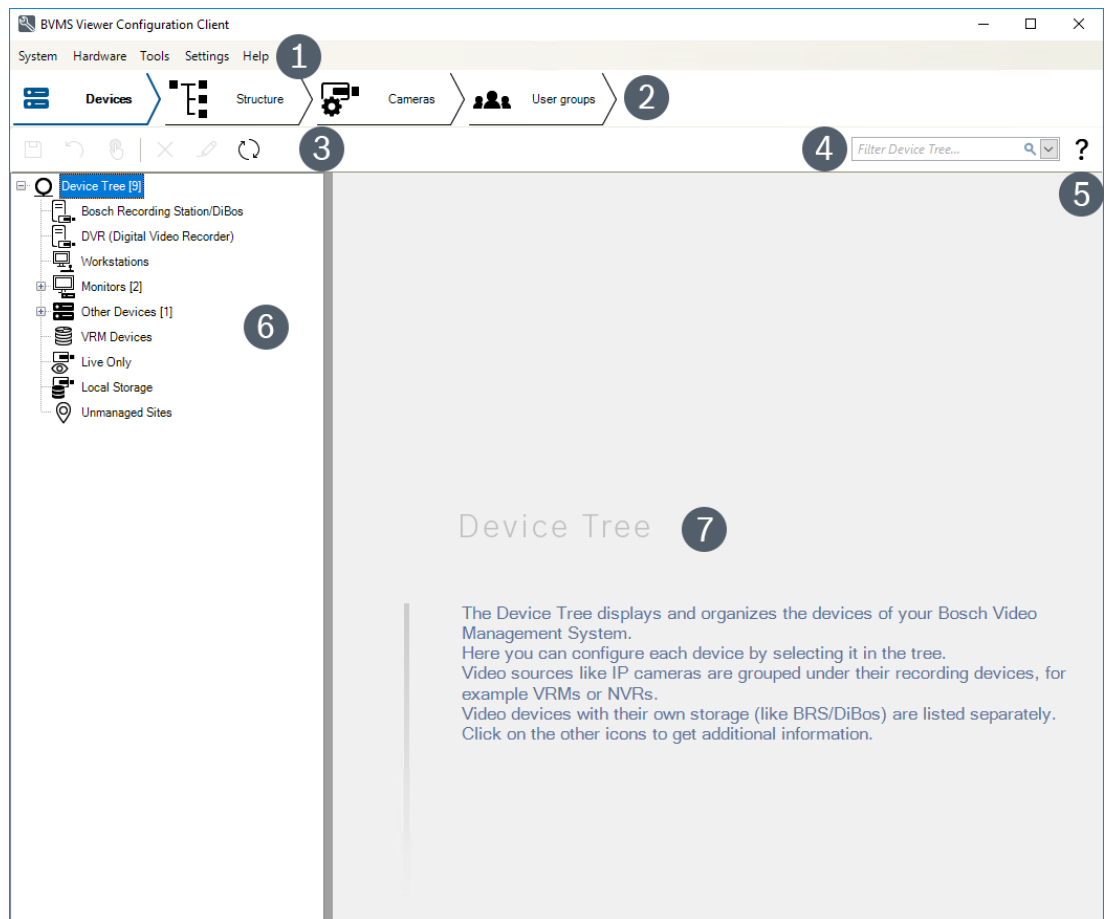 BVMS Viewer Configuration Client
System Hardware Tools Settings Help 1
Devices Structure Cameras User groups 2
3 4 Filter Device Tree... ?
5
Device Tree [9]
Bosch Recording Station/DiBos
DVR (Digital Video Recorder)
Workstations
Monitors [2]
Other Devices [1]
6
VRM Devices
Live Only
Local Storage
Unmanaged Sites
Device Tree 7
The Device Tree displays and organizes the devices of your Bosch Video
Management System.
Here you can configure each device by selecting it in the tree.
Video sources like IP cameras are grouped under their recording devices, for
example VRMs or NVRs.
Video devices with their own storage (like BRS/DiBos) are listed separately.
Click on the other icons to get additional information.